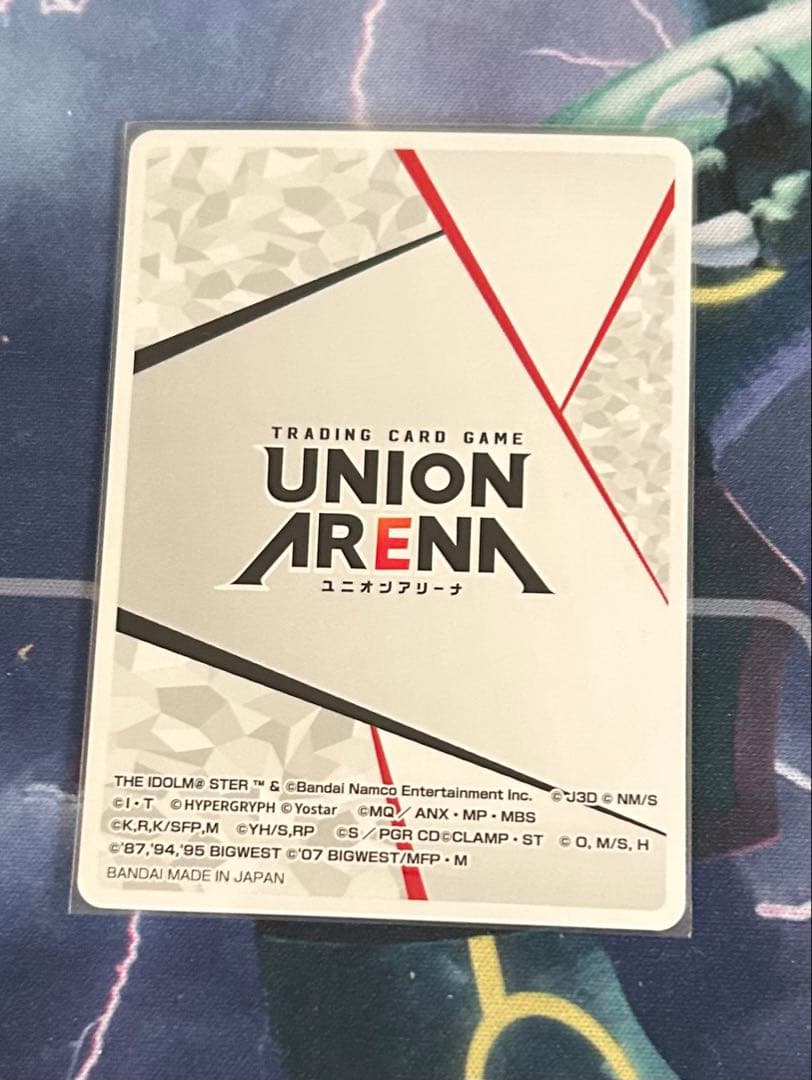 TRADING CARD GAME
UNION
ARENA
ユニオンアリーナ
THE IDOLM@ STER ™ & ©Bandai Namco Entertainment Inc. ©J3D © NM/S
©I・T ©HYPERGRYPH ©Yostar ©MQ／ANX・MP・MBS
©K,R,K/SFP,M ©YH/S,RP ©S／PGR CD©CLAMP・ST © O, M/S, H
©'87,'94,'95 BIGWEST ©'07 BIGWEST/MFP・M
BANDAI MADE IN JAPAN